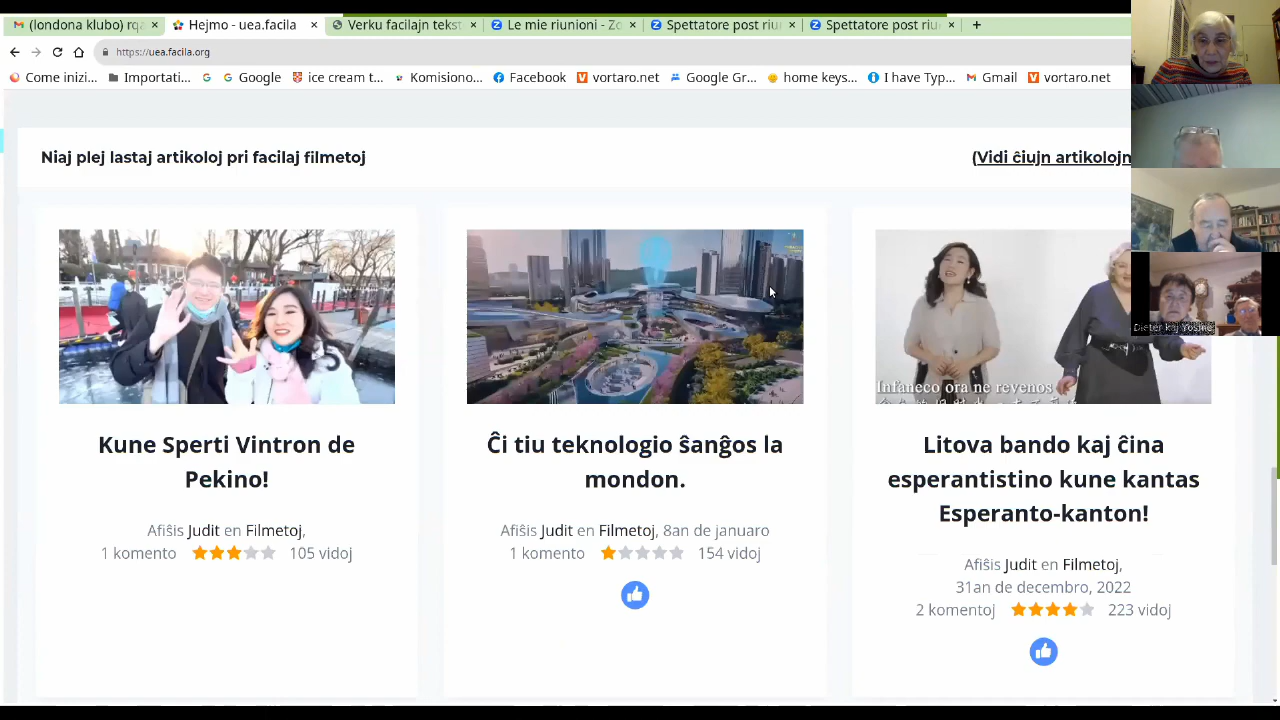 (londona klubo) rqa
Hejmo - uea.facila
Verku facilajn tekst
Le mie riunioni - Zo
Spettatore post riu
Spettatore post riu
https://uea.facila.org
Come inizi...
Importati...
Google
ice cream t...
Komisiono...
Facebook
vortaro.net
Google Gr...
home keys...
I have Typ...
Gmail
vortaro.net
Niaj plej lastaj artikoloj pri facilaj filmetoj
(Vidi ĉiujn artikolojn
Infaneco ora ne revenos
Dieter kaj Yosiné
Kune Sperti Vintron de
Pekino!
Afiŝis Judit en Filmetoj,
1 komento 105 vidoj
Ĉi tiu teknologio ŝanĝos la
mondon.
Afiŝis Judit en Filmetoj, 8an de januaro
1 komento 154 vidoj
Litova bando kaj ĉina
esperantistino kune kantas
Esperanto-kanton!
Afiŝis Judit en Filmetoj,
31an de decembro, 2022
2 komentoj 223 vidoj